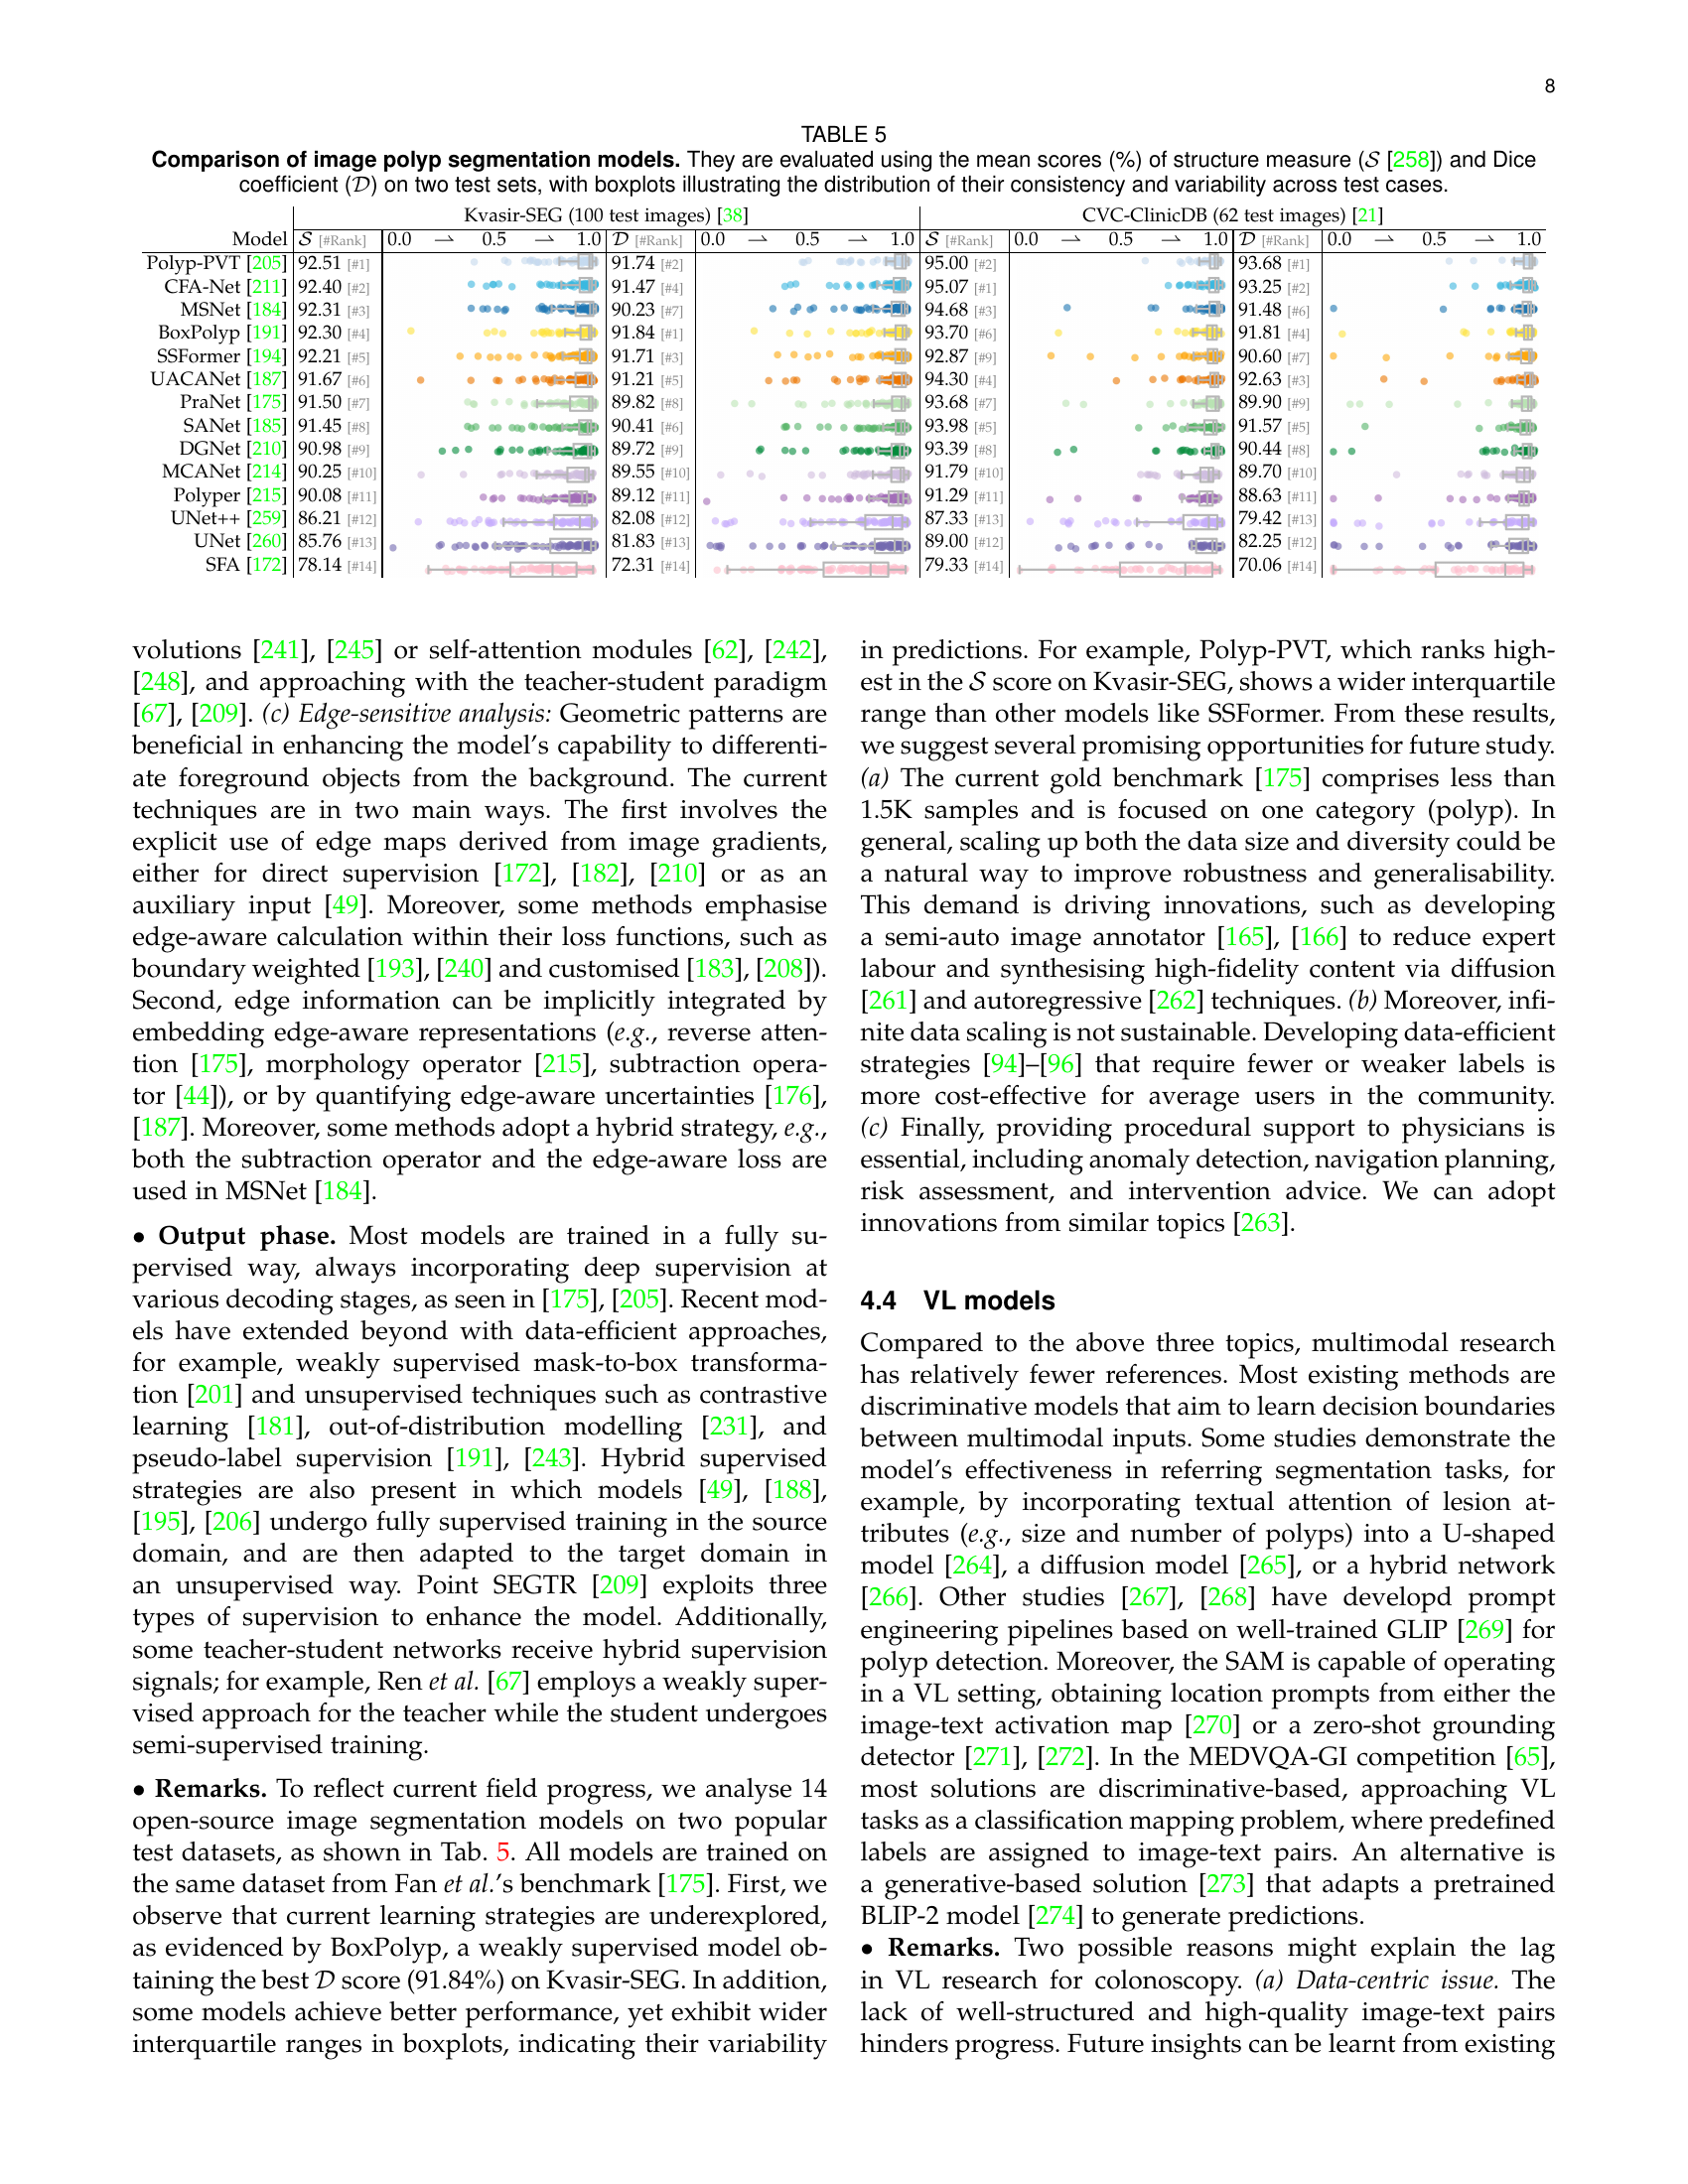 8
TABLE 5
Comparison of image polyp segmentation models. They are evaluated using the mean scores (%) of structure measure (S [258]) and Dice
coefficient (D) on two test sets, with boxplots illustrating the distribution of their consistency and variability across test cases.
Kvasir-SEG (100 test images) [38] CVC-ClinicDB (62 test images) [21]
Model S [#Rank] 0.0 ⇀ 0.5 ⇀ 1.0 D [#Rank] 0.0 ⇀ 0.5 ⇀ 1.0 S [#Rank] 0.0 ⇀ 0.5 ⇀ 1.0 D [#Rank] 0.0 ⇀ 0.5 ⇀ 1.0
Polyp-PVT [205] 92.51 [#1] 91.74 [#2] 95.00 [#2] 93.68 [#1]
CFA-Net [211] 92.40 [#2] 91.47 [#4] 95.07 [#1] 93.25 [#2]
MSNet [184] 92.31 [#3] 90.23 [#7] 94.68 [#3] 91.48 [#6]
BoxPolyp [191] 92.30 [#4] 91.84 [#1] 93.70 [#6] 91.81 [#4]
SSFormer [194] 92.21 [#5] 91.71 [#3] 92.87 [#9] 90.60 [#7]
UACANet [187] 91.67 [#6] 91.21 [#5] 94.30 [#4] 92.63 [#3]
PraNet [175] 91.50 [#7] 89.82 [#8] 93.68 [#7] 89.90 [#9]
SANet [185] 91.45 [#8] 90.41 [#6] 93.98 [#5] 91.57 [#5]
DGNet [210] 90.98 [#9] 89.72 [#9] 93.39 [#8] 90.44 [#8]
MCANet [214] 90.25 [#10] 89.55 [#10] 91.79 [#10] 89.70 [#10]
Polyper [215] 90.08 [#11] 89.12 [#11] 91.29 [#11] 88.63 [#11]
UNet++ [259] 86.21 [#12] 82.08 [#12] 87.33 [#13] 79.42 [#13]
UNet [260] 85.76 [#13] 81.83 [#13] 89.00 [#12] 82.25 [#12]
SFA [172] 78.14 [#14] 72.31 [#14] 79.33 [#14] 70.06 [#14]
volutions [241], [245] or self-attention modules [62], [242],
[248], and approaching with the teacher-student paradigm
[67], [209]. (c) Edge-sensitive analysis: Geometric patterns are
beneficial in enhancing the model's capability to differenti-
ate foreground objects from the background. The current
techniques are in two main ways. The first involves the
explicit use of edge maps derived from image gradients,
either for direct supervision [172], [182], [210] or as an
auxiliary input [49]. Moreover, some methods emphasise
edge-aware calculation within their loss functions, such as
boundary weighted [193], [240] and customised [183], [208]).
Second, edge information can be implicitly integrated by
embedding edge-aware representations (e.g., reverse atten-
tion [175], morphology operator [215], subtraction opera-
tor [44]), or by quantifying edge-aware uncertainties [176],
[187]. Moreover, some methods adopt a hybrid strategy, e.g.,
both the subtraction operator and the edge-aware loss are
used in MSNet [184].
• Output phase. Most models are trained in a fully su-
pervised way, always incorporating deep supervision at
various decoding stages, as seen in [175], [205]. Recent mod-
els have extended beyond with data-efficient approaches,
for example, weakly supervised mask-to-box transforma-
tion [201] and unsupervised techniques such as contrastive
learning [181], out-of-distribution modelling [231], and
pseudo-label supervision [191], [243]. Hybrid supervised
strategies are also present in which models [49], [188],
[195], [206] undergo fully supervised training in the source
domain, and are then adapted to the target domain in
an unsupervised way. Point SEGTR [209] exploits three
types of supervision to enhance the model. Additionally,
some teacher-student networks receive hybrid supervision
signals; for example, Ren et al. [67] employs a weakly super-
vised approach for the teacher while the student undergoes
semi-supervised training.
• Remarks. To reflect current field progress, we analyse 14
open-source image segmentation models on two popular
test datasets, as shown in Tab. 5. All models are trained on
the same dataset from Fan et al.'s benchmark [175]. First, we
observe that current learning strategies are underexplored,
as evidenced by BoxPolyp, a weakly supervised model ob-
taining the best D score (91.84%) on Kvasir-SEG. In addition,
some models achieve better performance, yet exhibit wider
interquartile ranges in boxplots, indicating their variability
in predictions. For example, Polyp-PVT, which ranks high-
est in the S score on Kvasir-SEG, shows a wider interquartile
range than other models like SSFormer. From these results,
we suggest several promising opportunities for future study.
(a) The current gold benchmark [175] comprises less than
1.5K samples and is focused on one category (polyp). In
general, scaling up both the data size and diversity could be
a natural way to improve robustness and generalisability.
This demand is driving innovations, such as developing
a semi-auto image annotator [165], [166] to reduce expert
labour and synthesising high-fidelity content via diffusion
[261] and autoregressive [262] techniques. (b) Moreover, infi-
nite data scaling is not sustainable. Developing data-efficient
strategies [94]–[96] that require fewer or weaker labels is
more cost-effective for average users in the community.
(c) Finally, providing procedural support to physicians is
essential, including anomaly detection, navigation planning,
risk assessment, and intervention advice. We can adopt
innovations from similar topics [263].
4.4 VL models
Compared to the above three topics, multimodal research
has relatively fewer references. Most existing methods are
discriminative models that aim to learn decision boundaries
between multimodal inputs. Some studies demonstrate the
model's effectiveness in referring segmentation tasks, for
example, by incorporating textual attention of lesion at-
tributes (e.g., size and number of polyps) into a U-shaped
model [264], a diffusion model [265], or a hybrid network
[266]. Other studies [267], [268] have developd prompt
engineering pipelines based on well-trained GLIP [269] for
polyp detection. Moreover, the SAM is capable of operating
in a VL setting, obtaining location prompts from either the
image-text activation map [270] or a zero-shot grounding
detector [271], [272]. In the MEDVQA-GI competition [65],
most solutions are discriminative-based, approaching VL
tasks as a classification mapping problem, where predefined
labels are assigned to image-text pairs. An alternative is
a generative-based solution [273] that adapts a pretrained
BLIP-2 model [274] to generate predictions.
• Remarks. Two possible reasons might explain the lag
in VL research for colonoscopy. (a) Data-centric issue. The
lack of well-structured and high-quality image-text pairs
hinders progress. Future insights can be learnt from existing